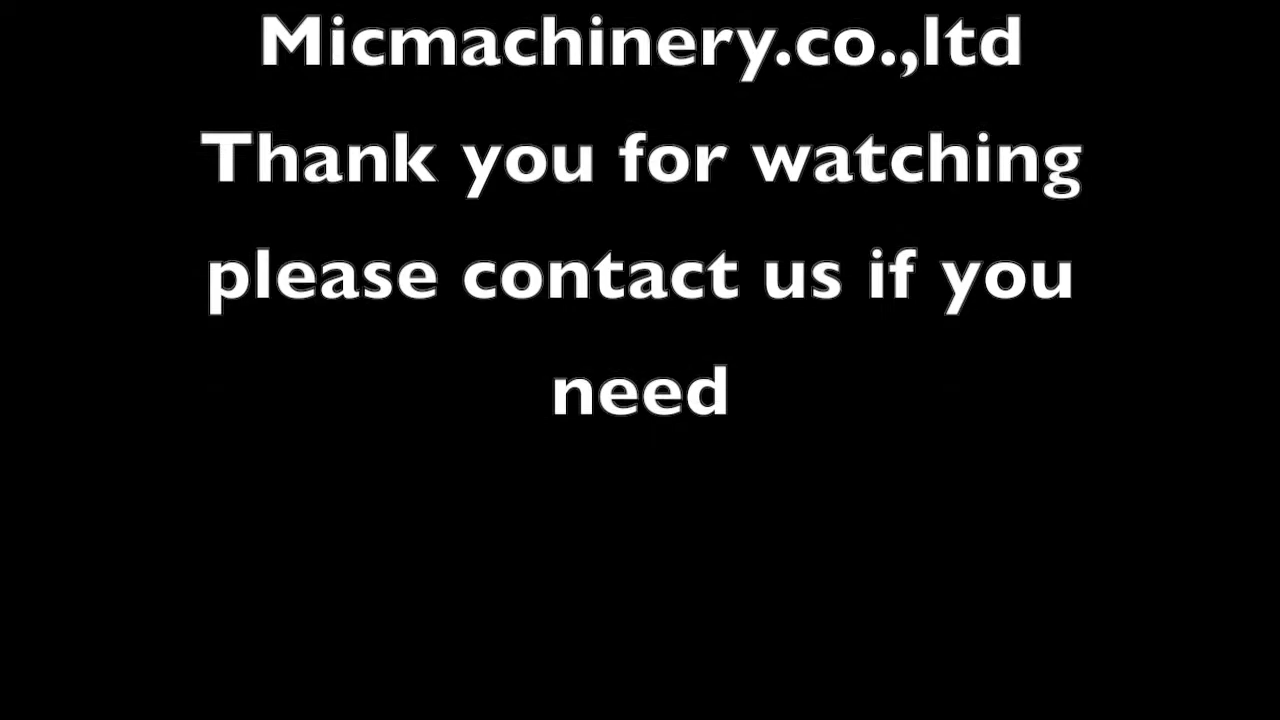 Micmachinery.co.,ltd
Thank you for watching
please contact us if you
need